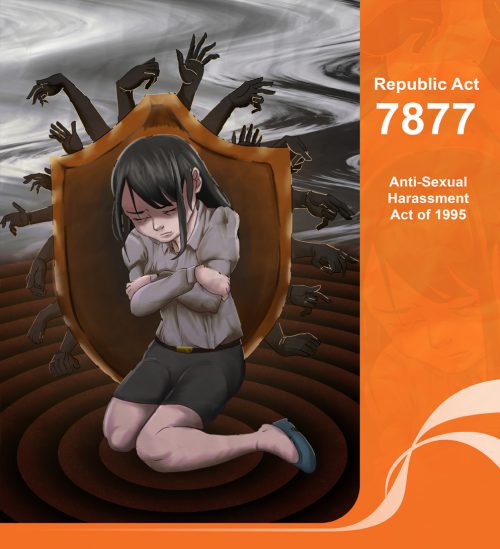 Republic Act
7877
Anti-Sexual
Harassment
Act of 1995